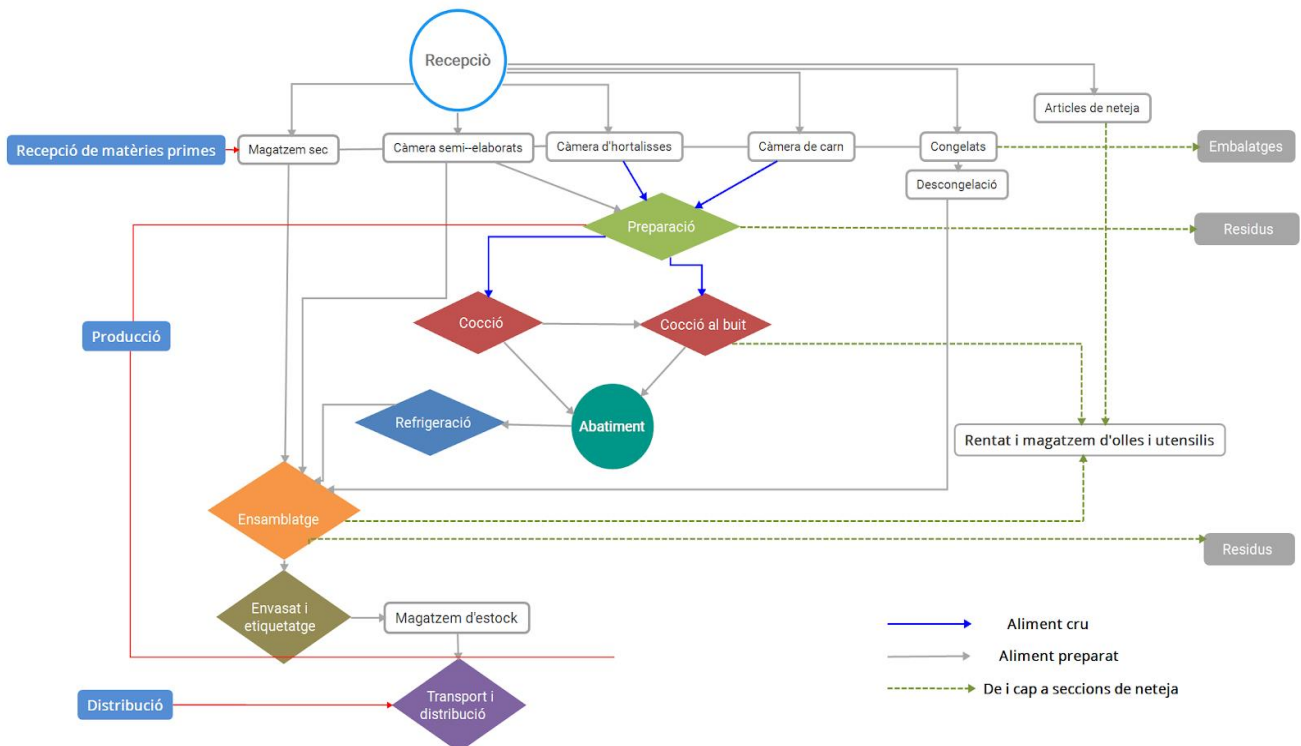 Recepciò
Articles de neteja
Recepció de matèries primes
Magatzem sec
Càmera semi--elaborats
Càmera d'hortalisses
Càmera de carn
Congelats
Embalatges
Descongelació
Preparació
Residus
Producció
Cocció
Cocció al buit
Refrigeració
Abatiment
Rentat i magatzem d'olles i utensilis
Ensamblatge
Residus
Envasat i
etiquetatge
Magatzem d'estock
Aliment cru
Aliment preparat
De i cap a seccions de neteja
Distribució
Transport i
distribució